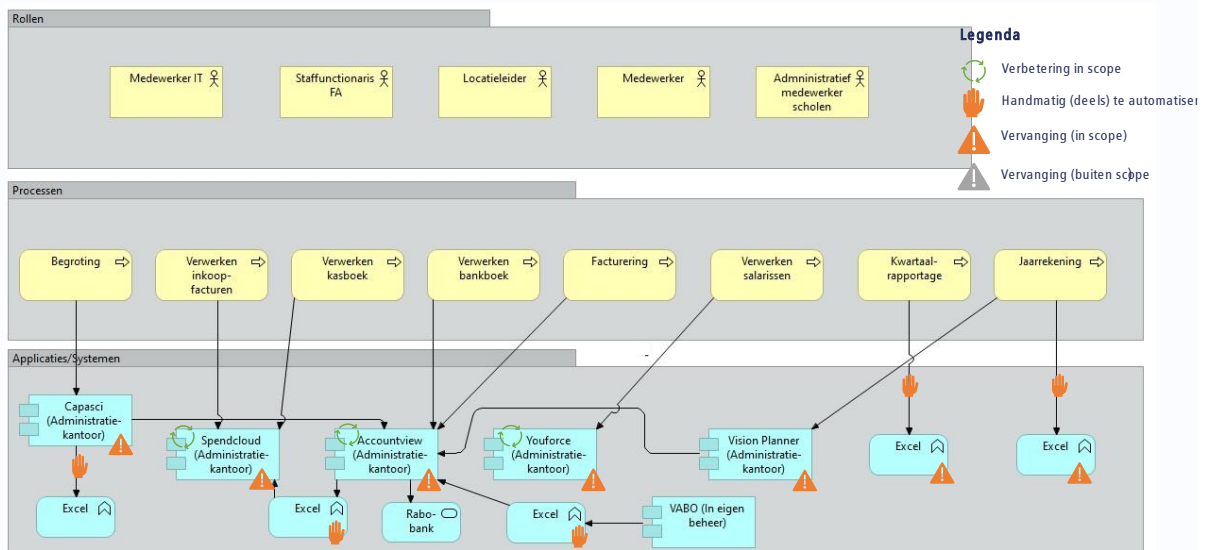 Rollen
Medewerker IT
Staffunctionaris
FA
Locatieleider
Medewerker
Admninistratief
medewerker
scholen
Legenda
Verbetering in scope
Handmatig (deels) te automatiser
Vervanging (in scope)
Vervanging (buiten scope)
Processen
Begroting
Verwerken
inkoop-
facturen
Verwerken
kasboek
Verwerken
bankboek
Facturering
Verwerken
salarissen
Kwartaal-
rapportage
Jaarrekening
Applicaties/Systemen
Capasci
(Administratie-
kantoor)
Spendcloud
(Administratie-
kantoor)
Accountview
(Administratie-
kantoor)
Youforce
(Administratie-
kantoor)
Vision Planner
(Administratie-
kantoor)
Excel
Excel
Excel
Excel
Rabo-
bank
Excel
VABO (In eigen
beheer)